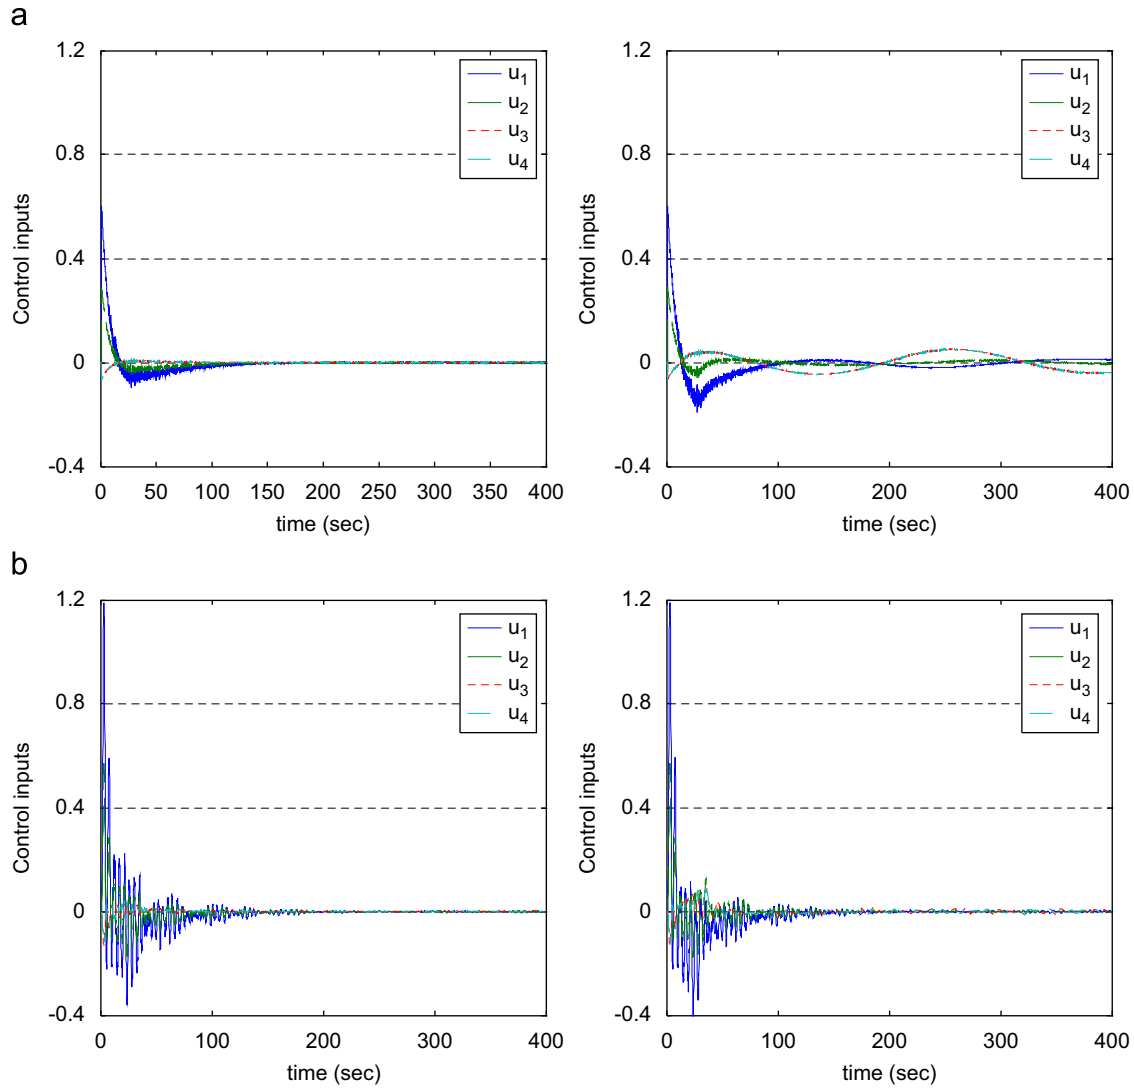 a
1.2
0.8
0.4
0
-0.4
Control inputs
0 50 100 150 200 250 300 350 400
time (sec)
u1
u2
u3
u4
1.2
0.8
0.4
0
-0.4
Control inputs
0 100 200 300 400
time (sec)
u1
u2
u3
u4
b
1.2
0.8
0.4
0
-0.4
Control inputs
0 100 200 300 400
time (sec)
u1
u2
u3
u4
1.2
0.8
0.4
0
-0.4
Control inputs
0 100 200 300 400
time (sec)
u1
u2
u3
u4